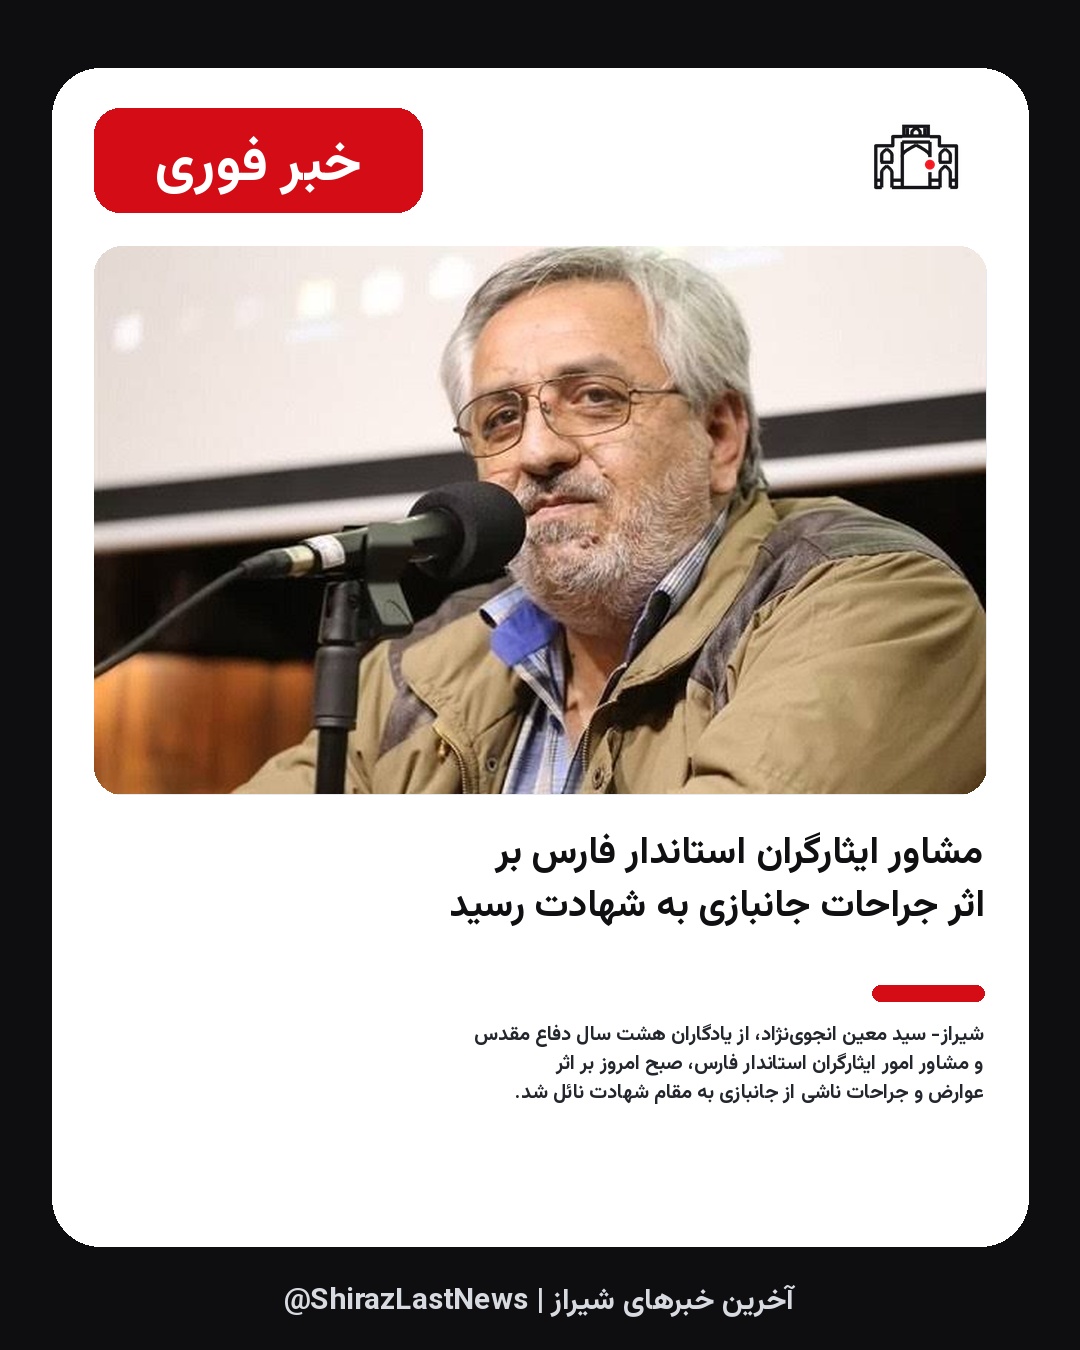 خبر فوری
مشاور ایثارگران استاندار فارس بر
اثر جراحات جانبازی به شهادت رسید
شیراز- سید معین انجوی‌نژاد، از یادگاران هشت سال دفاع مقدس
و مشاور امور ایثارگران استاندار فارس، صبح امروز بر اثر
عوارض و جراحات ناشی از جانبازی به مقام شهادت نائل شد.
آخرین خبرهای شیراز | @ShirazLastNews